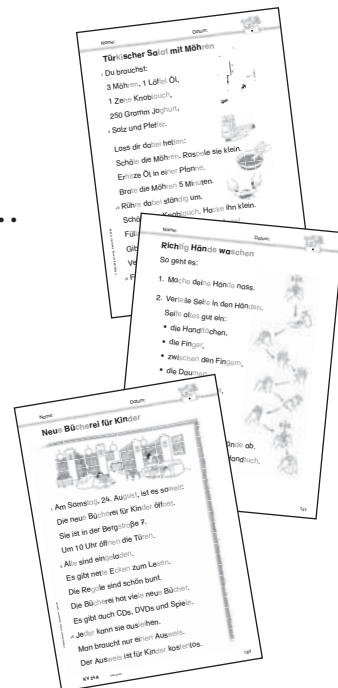 Name:
Datum:
Türkischer Salat mit Möhren
Du brauchst:
3 Möhren, 1 Löffel Öl,
1 Zehe Knoblauch,
250 Gramm Joghurt,
5 Salz und Pfeffer.
Lass dir dabei helfen:
Schäle die Möhren. Rasple sie klein.
Erhitze Öl in einer Pfanne.
Brate die Möhren 5 Minuten.
10 Rühre dabei ständig um.
Knoblauch. Hacke ihn klein.
Name:
Datum:
Richtig Hände waschen
So geht es:
1. Mache deine Hände nass.
2. Verteile Seife in den Händen.
Seife alles gut ein:
• die Handflächen,
• die Finger,
• zwischen den Fingern,
• die Daumen
ab.
Handtuch.
Name:
Datum:
Neue Bücherei für Kinder
Am Samstag, 24. August, ist es soweit:
Die neue Bücherei für Kinder öffnet.
Sie ist in der Bergstraße 7.
Um 10 Uhr öffnen die Türen.
5 Alle sind eingeladen.
Es gibt nette Ecken zum Lesen.
Die Regale sind schön bunt.
Die Bücherei hat viele neue Bücher.
Es gibt auch CDs, DVDs und Spiele.
10 Jeder kann sie ausleihen.
Man braucht nur einen Ausweis.
Der Ausweis ist für Kinder kostenlos.